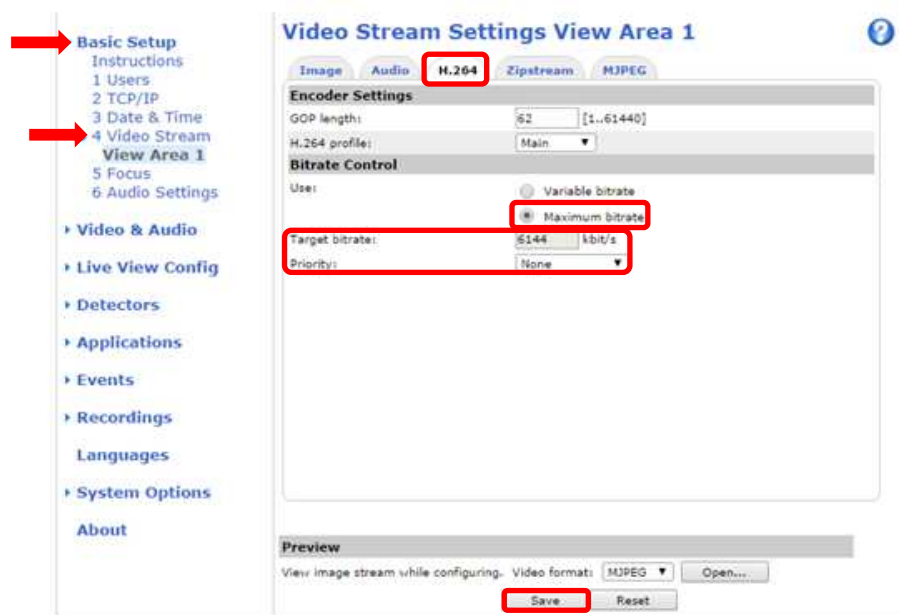 Video Stream Settings View Area 1
?
Basic Setup
Instructions
1 Users
2 TCP/IP
3 Date & Time
4 Video Stream
View Area 1
5 Focus
6 Audio Settings
Video & Audio
Live View Config
Detectors
Applications
Events
Recordings
Languages
System Options
About
Image Audio H.264 Zipstream MJPEG
Encoder Settings
GOP length: 62 [1..61440]
H.264 profile: Main
Bitrate Control
Use: Variable bitrate
Maximum bitrate
Target bitrate: 6144 kbit/s
Priority: None
Preview
View image stream while configuring. Video format: MJPEG Open...
Save Reset